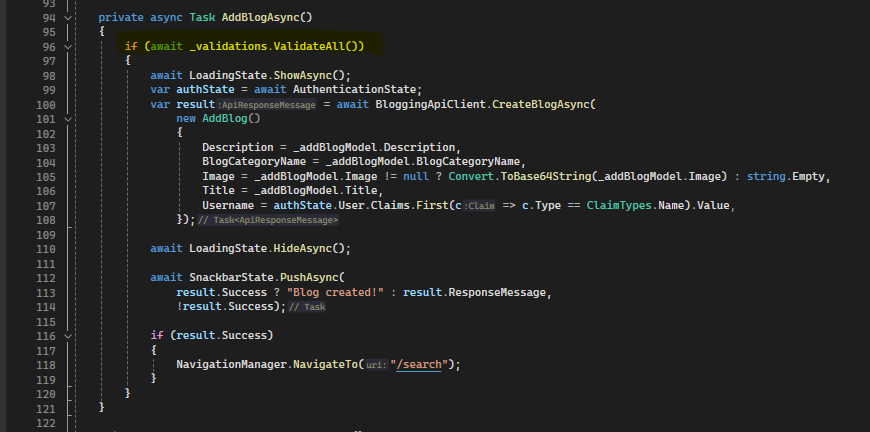 93
94 private async Task AddBlogAsync()
95 {
96 if (await _validations.ValidateAll())
97 {
98 await LoadingState.ShowAsync();
99 var authState = await AuthenticationState;
100 var result :ApiResponseMessage = await BloggingApiClient.CreateBlogAsync(
101 new AddBlog()
102 {
103 Description = _addBlogModel.Description,
104 BlogCategoryName = _addBlogModel.BlogCategoryName,
105 Image = _addBlogModel.Image != null ? Convert.ToBase64String(_addBlogModel.Image) : string.Empty,
106 Title = _addBlogModel.Title,
107 Username = authState.User.Claims.First(c :Claim => c.Type == ClaimTypes.Name).Value,
108 }); // Task<ApiResponseMessage>
109
110 await LoadingState.HideAsync();
111
112 await SnackbarState.PushAsync(
113 result.Success ? "Blog created!" : result.ResponseMessage,
114 !result.Success); // Task
115
116 if (result.Success)
117 {
118 NavigationManager.NavigateTo( uri: "/search");
119 }
120 }
121 }
122